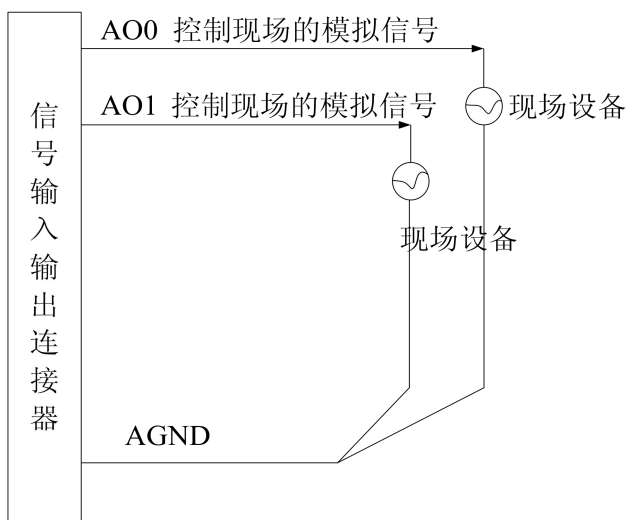 AO0 控制现场的模拟信号
现场设备
AO1 控制现场的模拟信号
现场设备
信号输入输出连接器
AGND